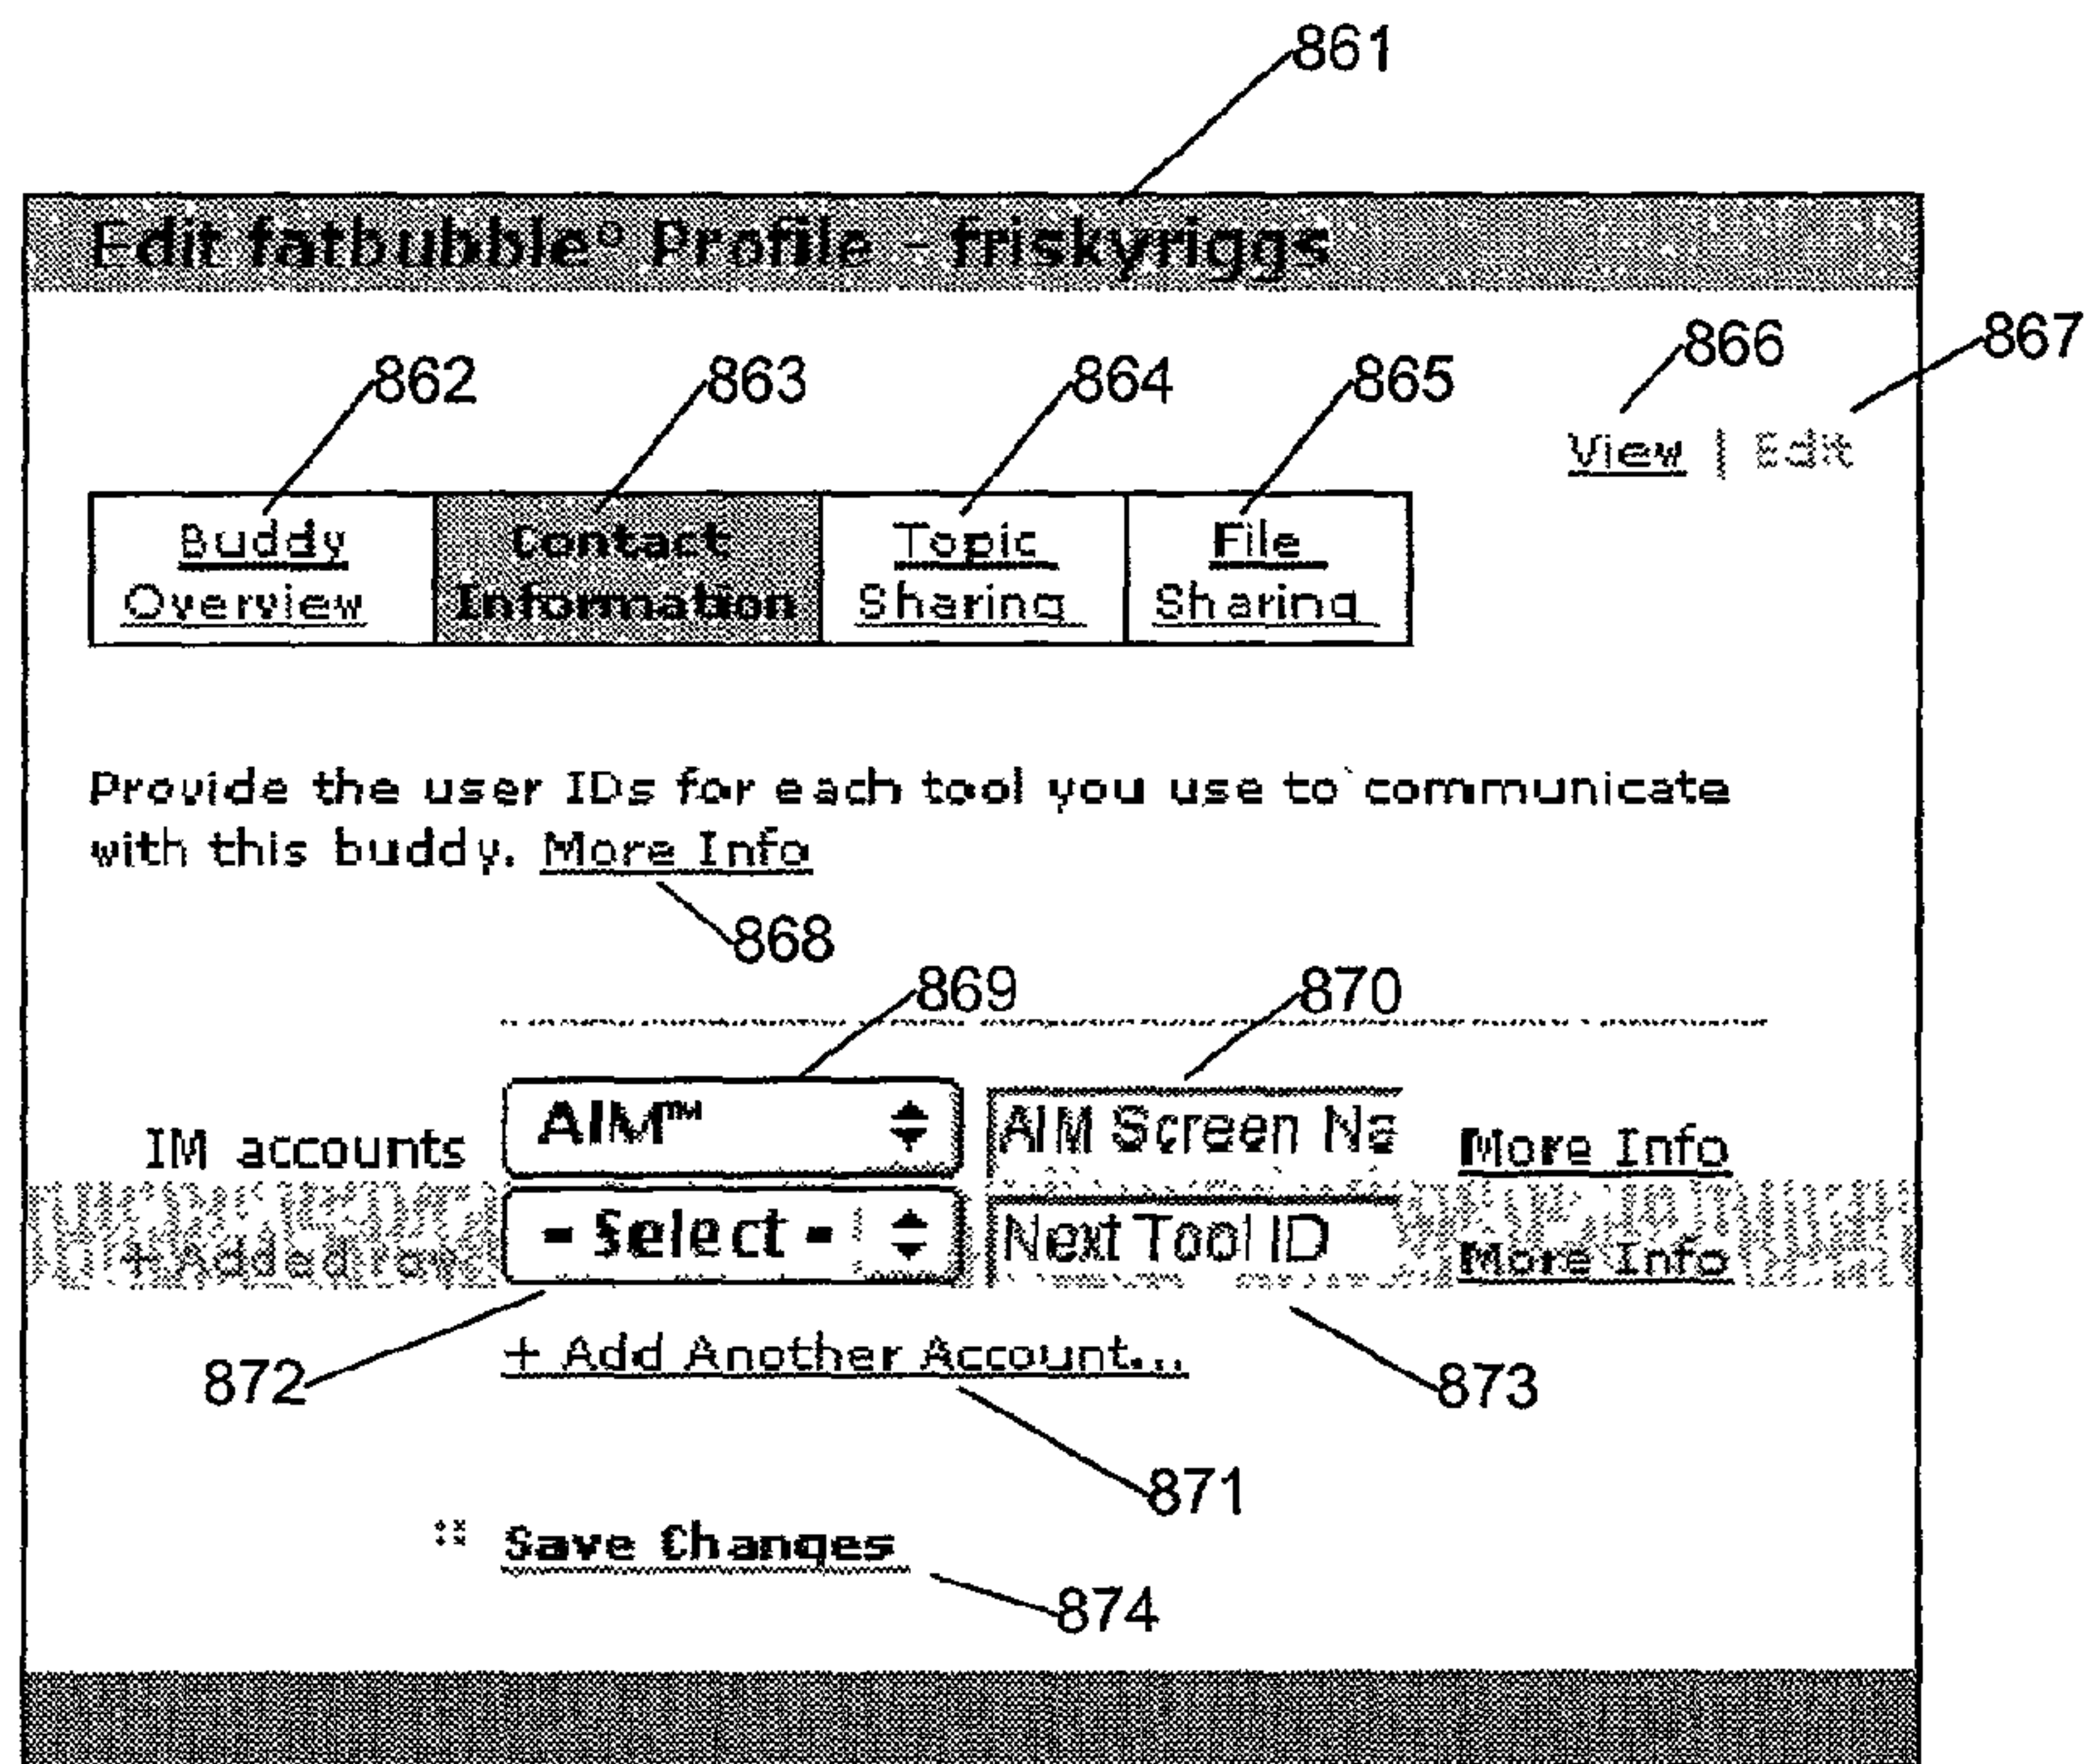 861
Edit fatbubble° Profile - friskyriggs
862 863 864 865 866 867
View | Edit
Buddy Overview
Contact Information
Topic Sharing
File Sharing
Provide the user IDs for each tool you use to communicate
with this buddy. More Info
868
869 870
IM accounts AIM™ AIM Screen Na More Info
+ Added row - Select - Next Tool ID More Info
+ Add Another Account...
872 873
871
Save Changes
874